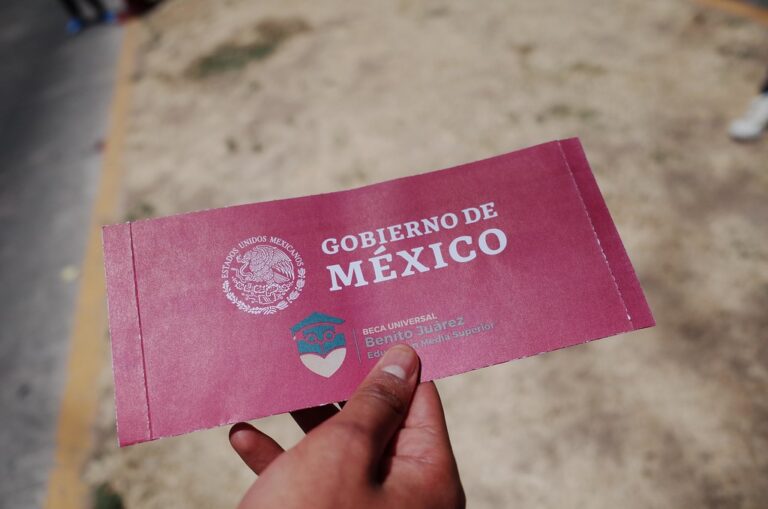 ESTADOS UNIDOS MEXICANOS
GOBIERNO DE
MÉXICO
BECA UNIVERSAL
Benito Juárez
Media Superior